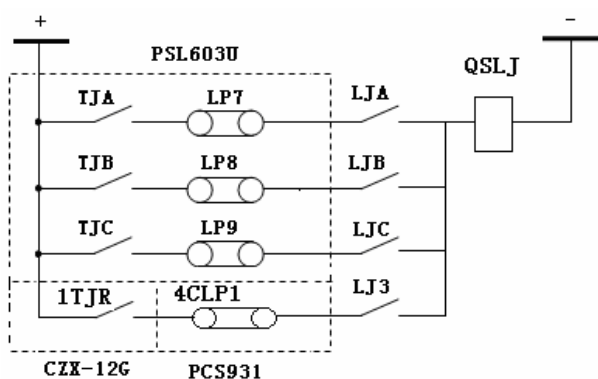 +
-
PSL603U
QSLJ
TJA LP7 LJA
TJB LP8 LJB
TJC LP9 LJC
1TJR 4CLP1 LJ3
CZX-12G PCS931